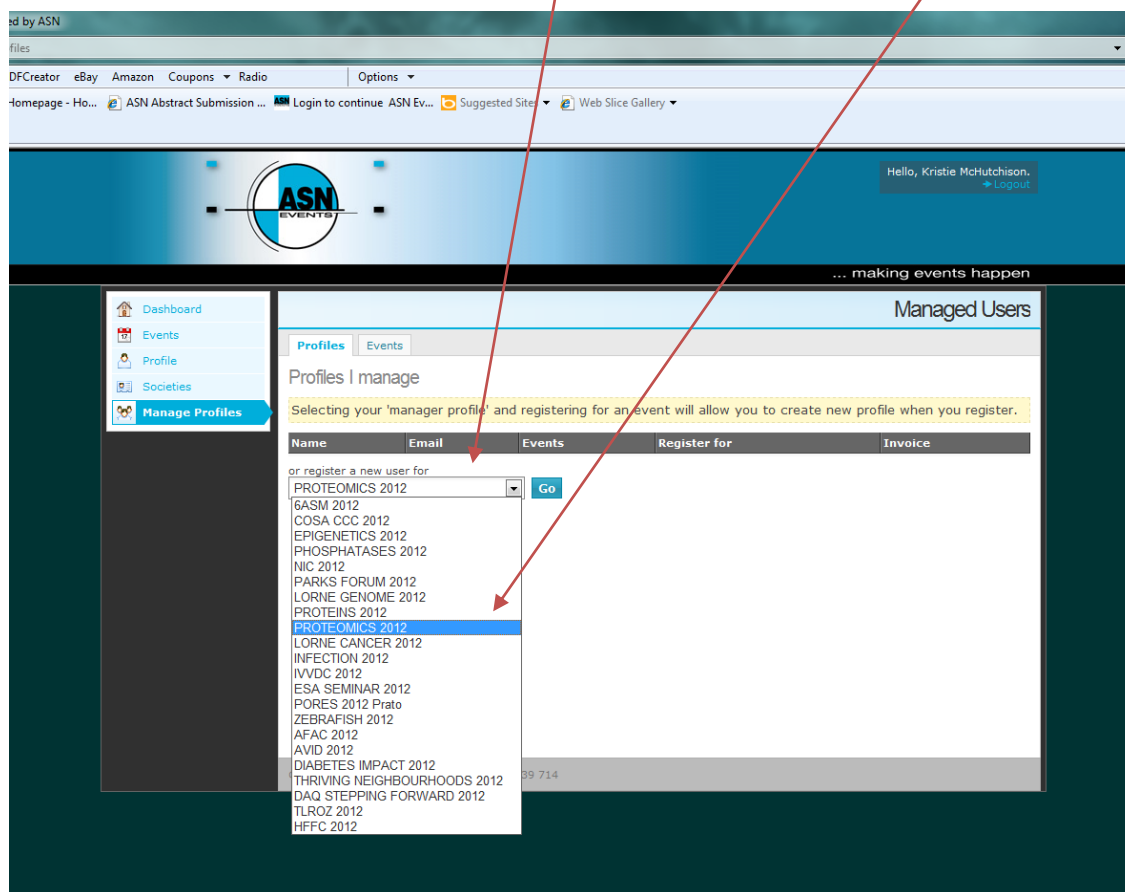 ed by ASN
files
DFCreator eBay Amazon Coupons Radio Options
Homepage - Ho... ASN Abstract Submission ... ASN Login to continue ASN Ev... Suggested Sites Web Slice Gallery
ASN
EVENTS
Hello, Kristie McHutchison.
Logout
... making events happen
Dashboard
17 Events
Profile
Societies
Manage Profiles
Managed Users
Profiles Events
Profiles I manage
Selecting your 'manager profile' and registering for an event will allow you to create new profile when you register.
Name Email Events Register for Invoice
or register a new user for
PROTEOMICS 2012 Go
6ASM 2012
COSA CCC 2012
EPIGENETICS 2012
PHOSPHATASES 2012
NIC 2012
PARKS FORUM 2012
LORNE GENOME 2012
PROTEINS 2012
PROTEOMICS 2012
LORNE CANCER 2012
INFECTION 2012
IVVDC 2012
ESA SEMINAR 2012
PORES 2012 Prato
ZEBRAFISH 2012
AFAC 2012
AVID 2012
DIABETES IMPACT 2012
THRIVING NEIGHBOURHOODS 2012 39 714
DAQ STEPPING FORWARD 2012
TLROZ 2012
HFFC 2012